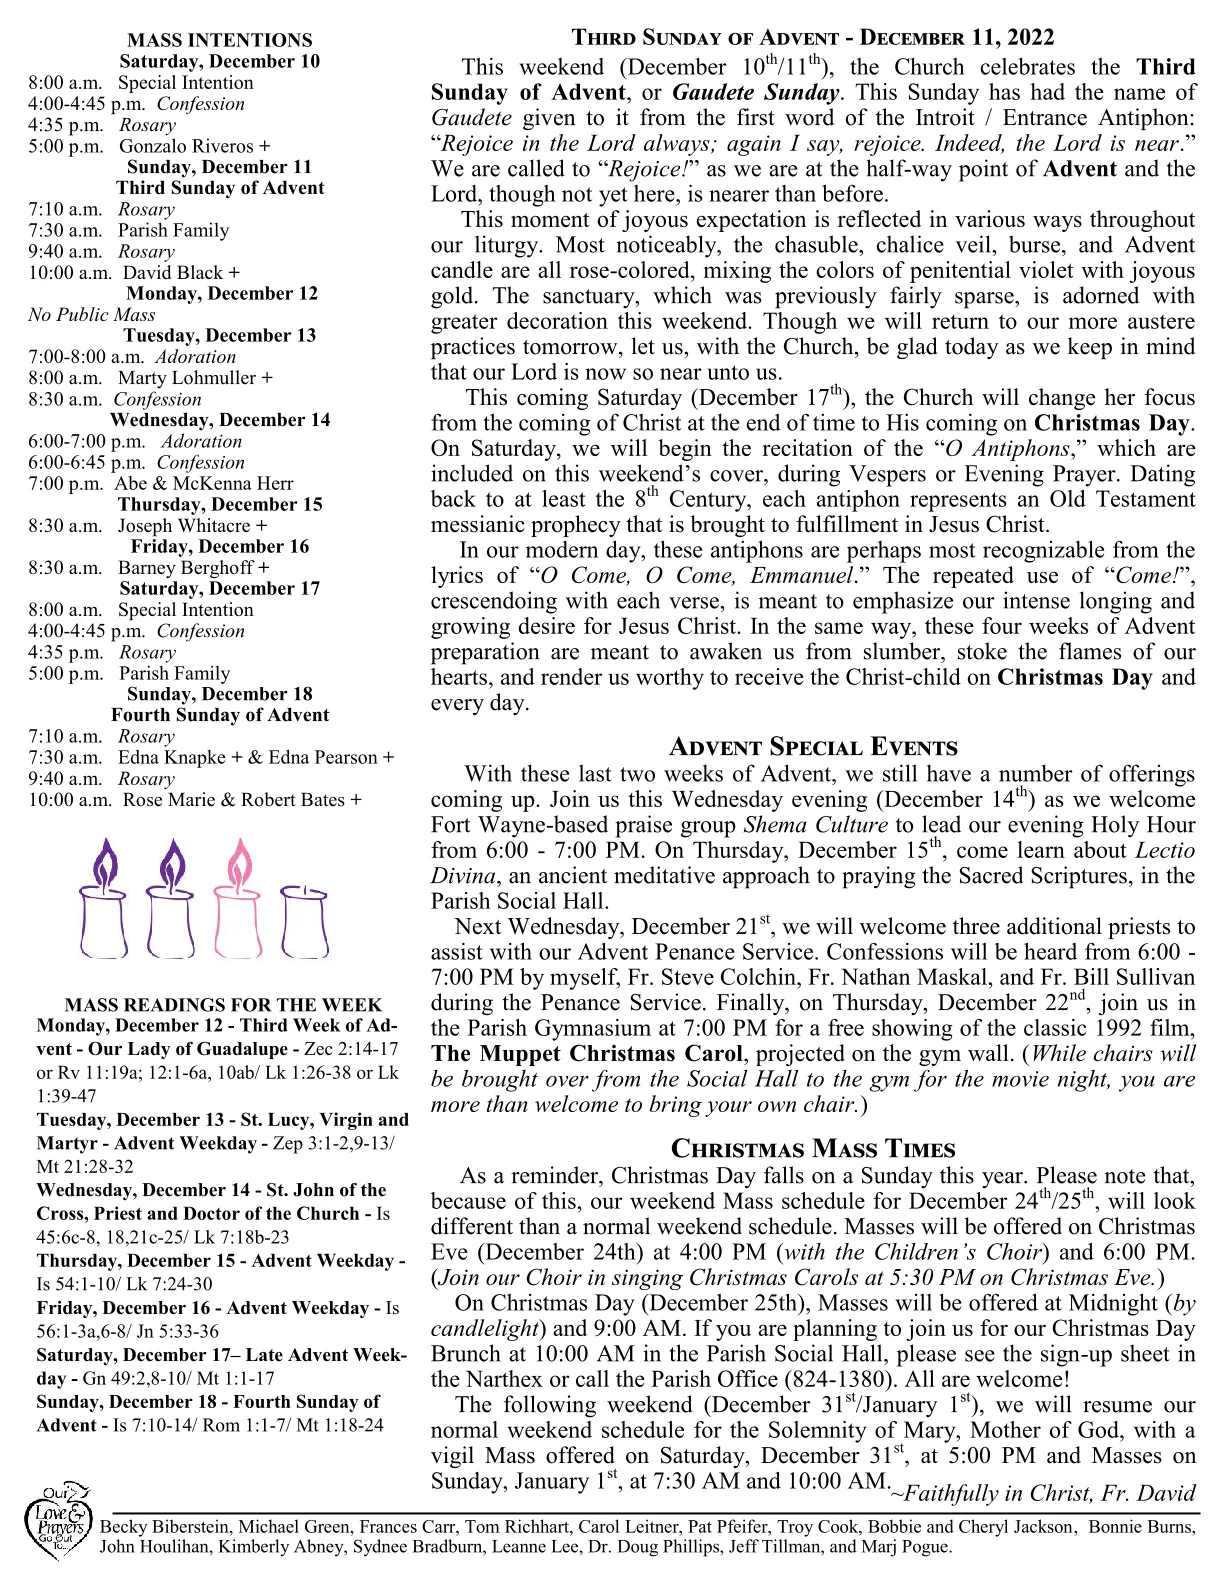 MASS INTENTIONS
Saturday, December 10
8:00 a.m. Special Intention
4:00-4:45 p.m. Confession
4:35 p.m. Rosary
5:00 p.m. Gonzalo Riveros +
Sunday, December 11
Third Sunday of Advent
7:10 a.m. Rosary
7:30 a.m. Parish Family
9:40 a.m. Rosary
10:00 a.m. David Black +
Monday, December 12
No Public Mass
Tuesday, December 13
7:00-8:00 a.m. Adoration
8:00 a.m. Marty Lohmuller +
8:30 a.m. Confession
Wednesday, December 14
6:00-7:00 p.m. Adoration
6:00-6:45 p.m. Confession
7:00 p.m. Abe & McKenna Herr
Thursday, December 15
8:30 a.m. Joseph Whitacre +
Friday, December 16
8:30 a.m. Barney Berghoff +
Saturday, December 17
8:00 a.m. Special Intention
4:00-4:45 p.m. Confession
4:35 p.m. Rosary
5:00 p.m. Parish Family
Sunday, December 18
Fourth Sunday of Advent
7:10 a.m. Rosary
7:30 a.m. Edna Knapke + & Edna Pearson +
9:40 a.m. Rosary
10:00 a.m. Rose Marie & Robert Bates +
MASS READINGS FOR THE WEEK
Monday, December 12 - Third Week of Ad-
vent - Our Lady of Guadalupe - Zec 2:14-17
or Rv 11:19a; 12:1-6a, 10ab/ Lk 1:26-38 or Lk
1:39-47
Tuesday, December 13 - St. Lucy, Virgin and
Martyr - Advent Weekday - Zep 3:1-2,9-13/
Mt 21:28-32
Wednesday, December 14 - St. John of the
Cross, Priest and Doctor of the Church - Is
45:6c-8, 18,21c-25/ Lk 7:18b-23
Thursday, December 15 - Advent Weekday -
Is 54:1-10/ Lk 7:24-30
Friday, December 16 - Advent Weekday - Is
56:1-3a,6-8/ Jn 5:33-36
Saturday, December 17– Late Advent Week-
day - Gn 49:2,8-10/ Mt 1:1-17
Sunday, December 18 - Fourth Sunday of
Advent - Is 7:10-14/ Rom 1:1-7/ Mt 1:18-24
THIRD SUNDAY OF ADVENT - DECEMBER 11, 2022
This weekend (December 10th/11th), the Church celebrates the Third
Sunday of Advent, or Gaudete Sunday. This Sunday has had the name of
Gaudete given to it from the first word of the Introit / Entrance Antiphon:
“Rejoice in the Lord always; again I say, rejoice. Indeed, the Lord is near.”
We are called to “Rejoice!” as we are at the half-way point of Advent and the
Lord, though not yet here, is nearer than before.
This moment of joyous expectation is reflected in various ways throughout
our liturgy. Most noticeably, the chasuble, chalice veil, burse, and Advent
candle are all rose-colored, mixing the colors of penitential violet with joyous
gold. The sanctuary, which was previously fairly sparse, is adorned with
greater decoration this weekend. Though we will return to our more austere
practices tomorrow, let us, with the Church, be glad today as we keep in mind
that our Lord is now so near unto us.
This coming Saturday (December 17th), the Church will change her focus
from the coming of Christ at the end of time to His coming on Christmas Day.
On Saturday, we will begin the recitation of the “O Antiphons,” which are
included on this weekend’s cover, during Vespers or Evening Prayer. Dating
back to at least the 8th Century, each antiphon represents an Old Testament
messianic prophecy that is brought to fulfillment in Jesus Christ.
In our modern day, these antiphons are perhaps most recognizable from the
lyrics of “O Come, O Come, Emmanuel.” The repeated use of “Come!”,
crescendoing with each verse, is meant to emphasize our intense longing and
growing desire for Jesus Christ. In the same way, these four weeks of Advent
preparation are meant to awaken us from slumber, stoke the flames of our
hearts, and render us worthy to receive the Christ-child on Christmas Day and
every day.
ADVENT SPECIAL EVENTS
With these last two weeks of Advent, we still have a number of offerings
coming up. Join us this Wednesday evening (December 14th) as we welcome
Fort Wayne-based praise group Shema Culture to lead our evening Holy Hour
from 6:00 - 7:00 PM. On Thursday, December 15th, come learn about Lectio
Divina, an ancient meditative approach to praying the Sacred Scriptures, in the
Parish Social Hall.
Next Wednesday, December 21st, we will welcome three additional priests to
assist with our Advent Penance Service. Confessions will be heard from 6:00 -
7:00 PM by myself, Fr. Steve Colchin, Fr. Nathan Maskal, and Fr. Bill Sullivan
during the Penance Service. Finally, on Thursday, December 22nd, join us in
the Parish Gymnasium at 7:00 PM for a free showing of the classic 1992 film,
The Muppet Christmas Carol, projected on the gym wall. (While chairs will
be brought over from the Social Hall to the gym for the movie night, you are
more than welcome to bring your own chair.)
CHRISTMAS MASS TIMES
As a reminder, Christmas Day falls on a Sunday this year. Please note that,
because of this, our weekend Mass schedule for December 24th/25th, will look
different than a normal weekend schedule. Masses will be offered on Christmas
Eve (December 24th) at 4:00 PM (with the Children’s Choir) and 6:00 PM.
(Join our Choir in singing Christmas Carols at 5:30 PM on Christmas Eve.)
On Christmas Day (December 25th), Masses will be offered at Midnight (by
candlelight) and 9:00 AM. If you are planning to join us for our Christmas Day
Brunch at 10:00 AM in the Parish Social Hall, please see the sign-up sheet in
the Narthex or call the Parish Office (824-1380). All are welcome!
The following weekend (December 31st/January 1st), we will resume our
normal weekend schedule for the Solemnity of Mary, Mother of God, with a
vigil Mass offered on Saturday, December 31st, at 5:00 PM and Masses on
Sunday, January 1st, at 7:30 AM and 10:00 AM.
~Faithfully in Christ, Fr. David
Our
Love &
Prayers
Go Out
To...
Becky Biberstein, Michael Green, Frances Carr, Tom Richhart, Carol Leitner, Pat Pfeifer, Troy Cook, Bobbie and Cheryl Jackson, Bonnie Burns,
John Houlihan, Kimberly Abney, Sydnee Bradburn, Leanne Lee, Dr. Doug Phillips, Jeff Tillman, and Marj Pogue.